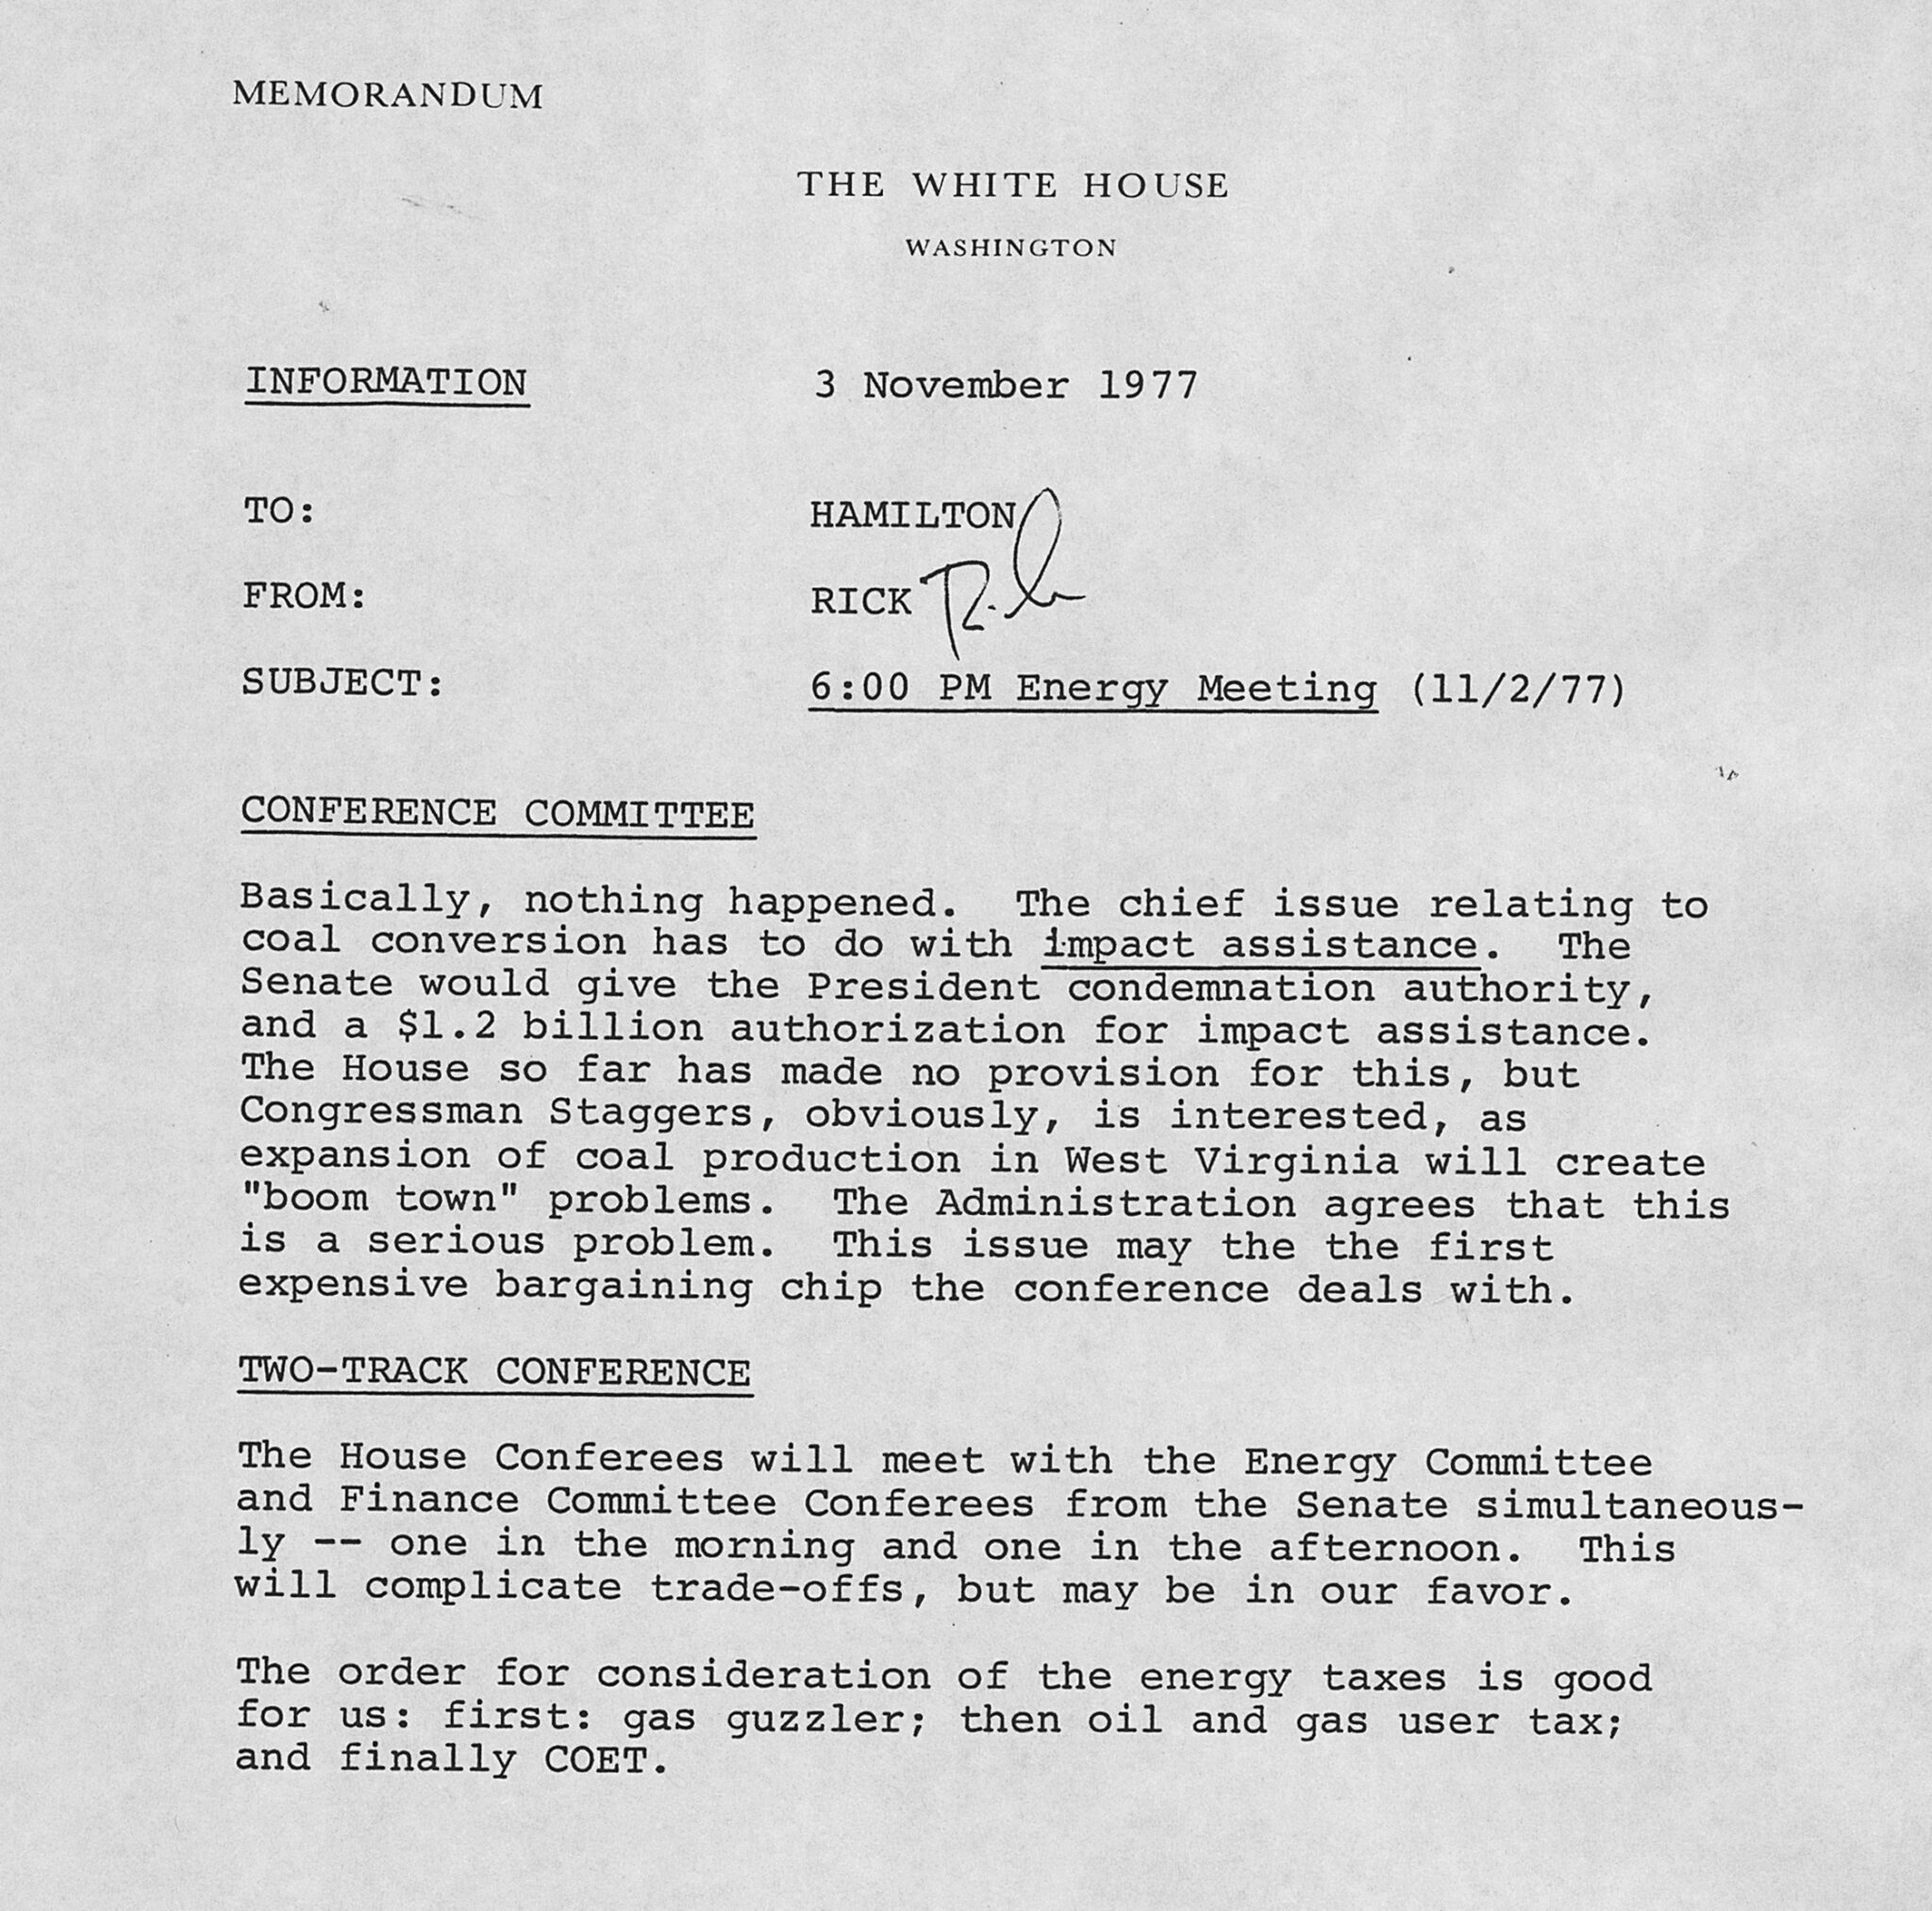 MEMORANDUM
THE WHITE HOUSE
WASHINGTON
INFORMATION 3 November 1977
TO: HAMILTON
FROM: RICK
SUBJECT: 6:00 PM Energy Meeting (11/2/77)
CONFERENCE COMMITTEE
Basically, nothing happened. The chief issue relating to
coal conversion has to do with impact assistance. The
Senate would give the President condemnation authority,
and a $1.2 billion authorization for impact assistance.
The House so far has made no provision for this, but
Congressman Staggers, obviously, is interested, as
expansion of coal production in West Virginia will create
"boom town" problems. The Administration agrees that this
is a serious problem. This issue may the the first
expensive bargaining chip the conference deals with.
TWO-TRACK CONFERENCE
The House Conferees will meet with the Energy Committee
and Finance Committee Conferees from the Senate simultaneous-
ly -- one in the morning and one in the afternoon. This
will complicate trade-offs, but may be in our favor.
The order for consideration of the energy taxes is good
for us: first: gas guzzler; then oil and gas user tax;
and finally COET.